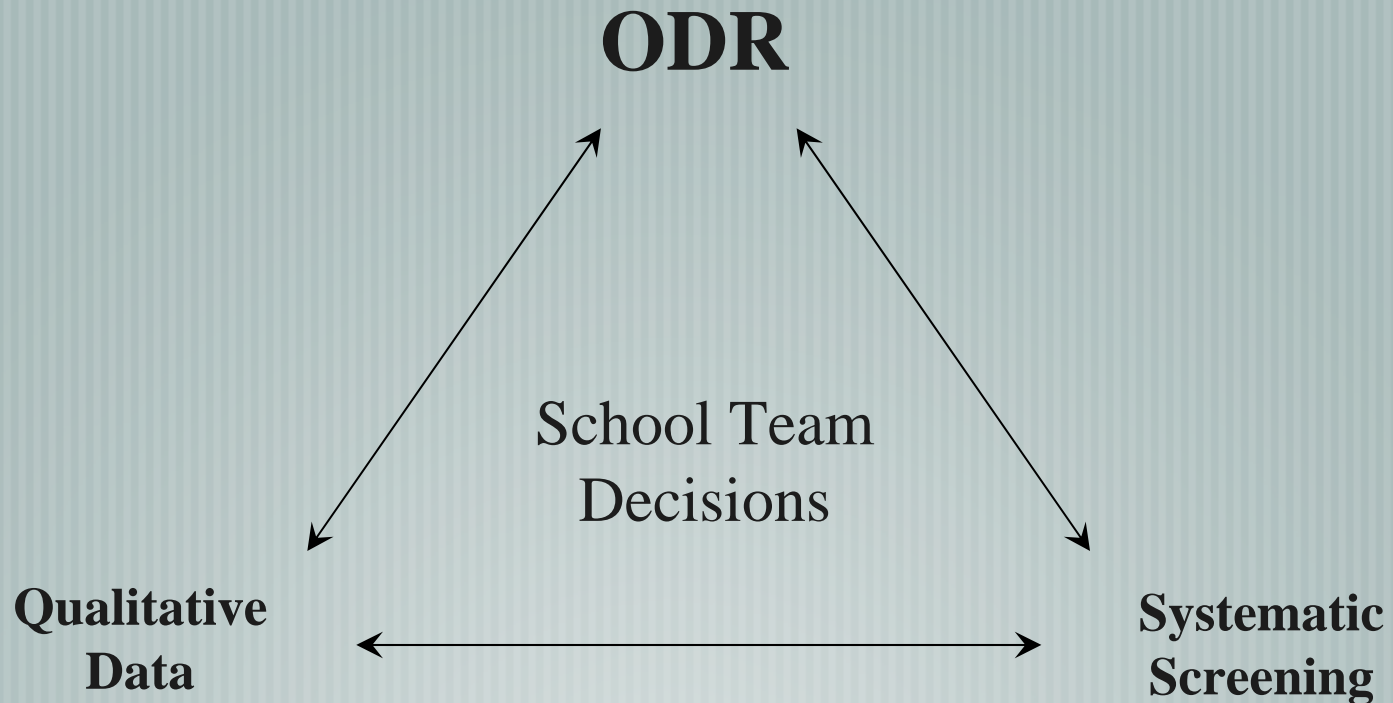 ODR
School Team
Decisions
Qualitative
Data
Systematic
Screening